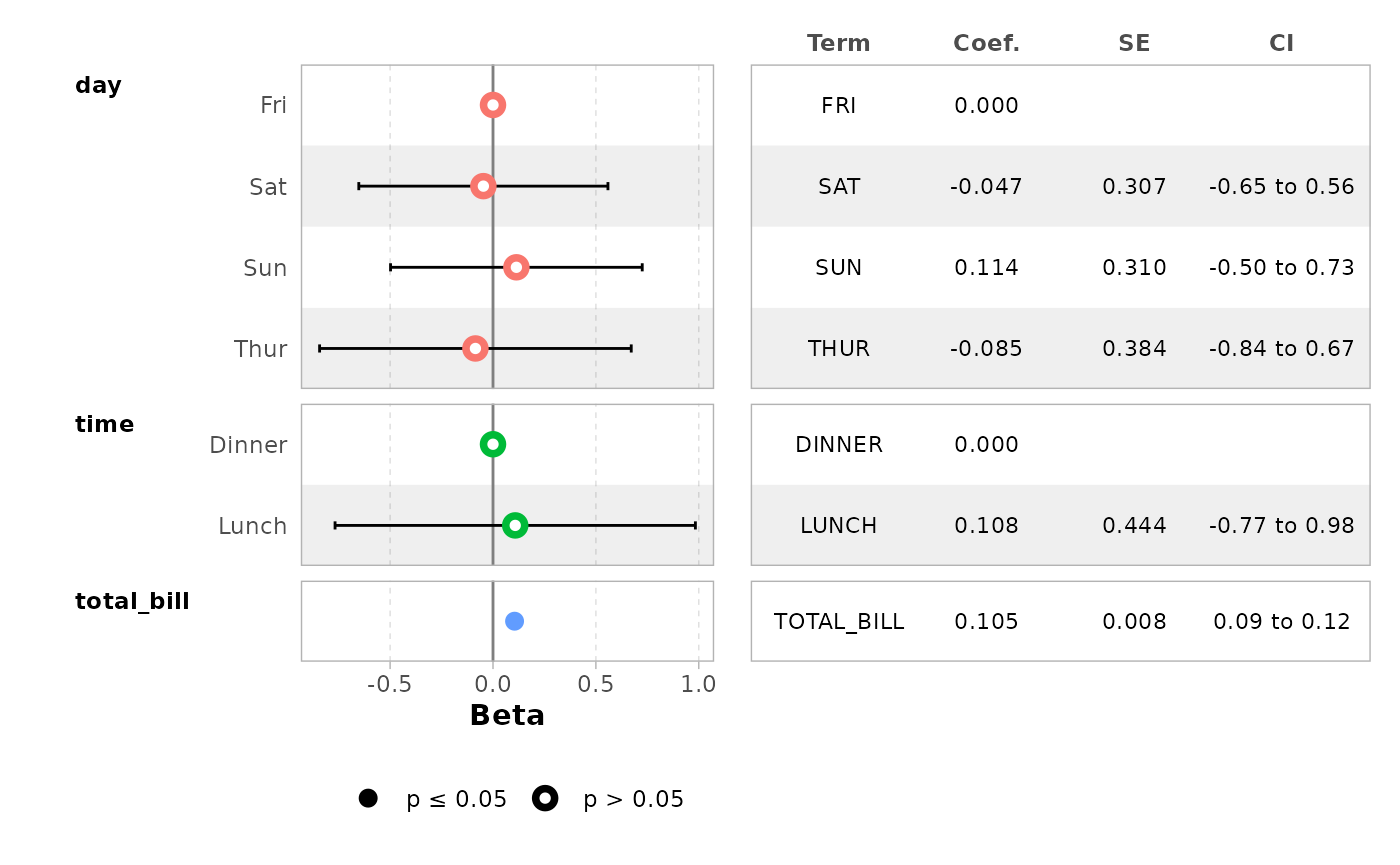 Term Coef. SE CI
day
Fri FRI 0.000
Sat SAT -0.047 0.307 -0.65 to 0.56
Sun SUN 0.114 0.310 -0.50 to 0.73
Thur THUR -0.085 0.384 -0.84 to 0.67
time
Dinner DINNER 0.000
Lunch LUNCH 0.108 0.444 -0.77 to 0.98
total_bill
TOTAL_BILL 0.105 0.008 0.09 to 0.12
-0.5 0.0 0.5 1.0
Beta
p ≤ 0.05 p > 0.05